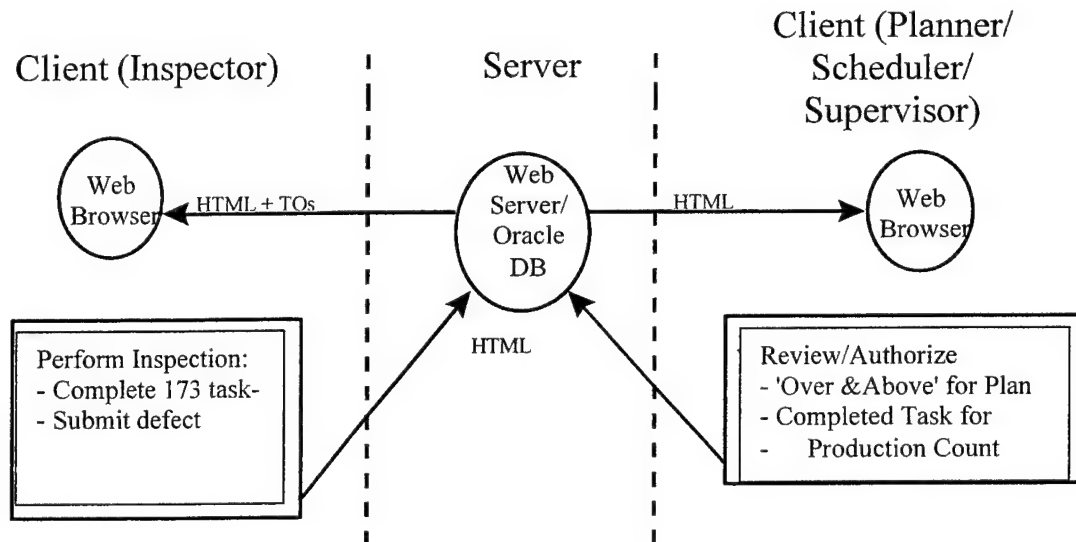 Client (Inspector)
Server
Client (Planner/
Scheduler/
Supervisor)
Web
Browser
HTML + TOs
Web
Server/
Oracle
DB
HTML
Web
Browser
Perform Inspection:
- Complete 173 task-
- Submit defect
HTML
Review/Authorize
- 'Over &Above' for Plan
- Completed Task for
- Production Count